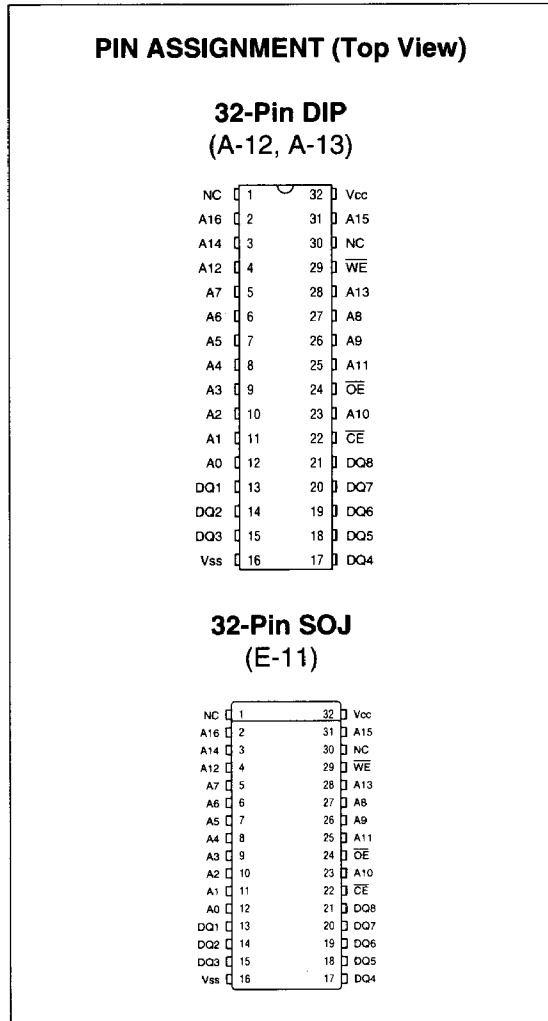 PIN ASSIGNMENT (Top View)
32-Pin DIP
(A-12, A-13)
NC 1 32 Vcc
A16 2 31 A15
A14 3 30 NC
A12 4 29 W̅E̅
A7 5 28 A13
A6 6 27 A8
A5 7 26 A9
A4 8 25 A11
A3 9 24 O̅E̅
A2 10 23 A10
A1 11 22 C̅E̅
A0 12 21 DQ8
DQ1 13 20 DQ7
DQ2 14 19 DQ6
DQ3 15 18 DQ5
Vss 16 17 DQ4
32-Pin SOJ
(E-11)
NC 1 32 Vcc
A16 2 31 A15
A14 3 30 NC
A12 4 29 W̅E̅
A7 5 28 A13
A6 6 27 A8
A5 7 26 A9
A4 8 25 A11
A3 9 24 O̅E̅
A2 10 23 A10
A1 11 22 C̅E̅
A0 12 21 DQ8
DQ1 13 20 DQ7
DQ2 14 19 DQ6
DQ3 15 18 DQ5
Vss 16 17 DQ4